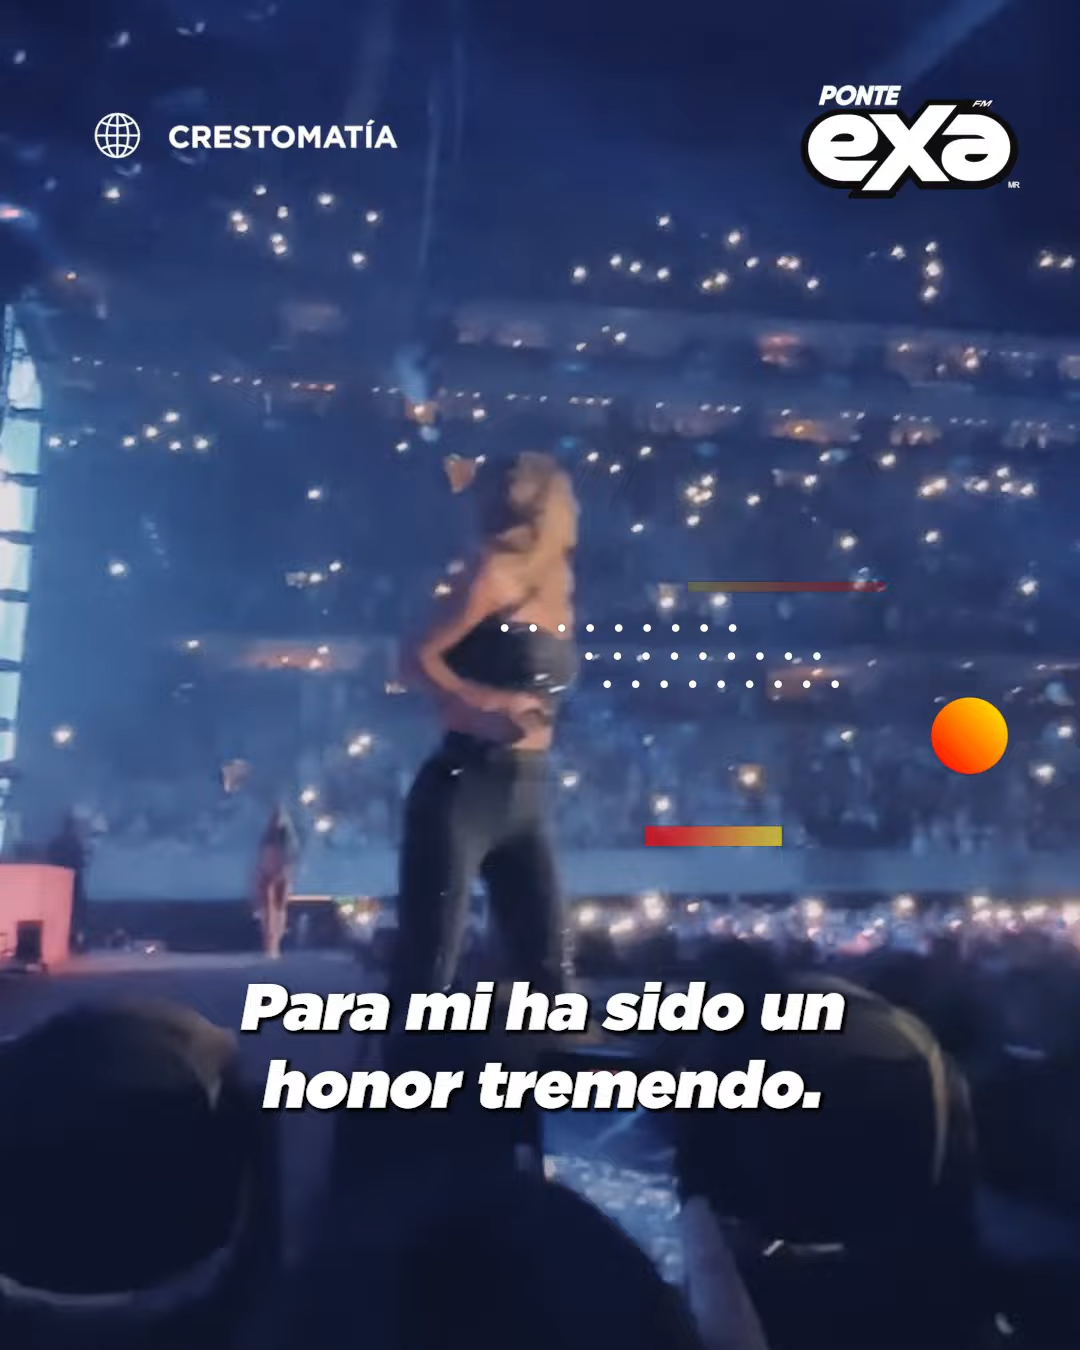 CRESTOMATÍA
PONTE
FM
exa
MR
Para mi ha sido un
honor tremendo.